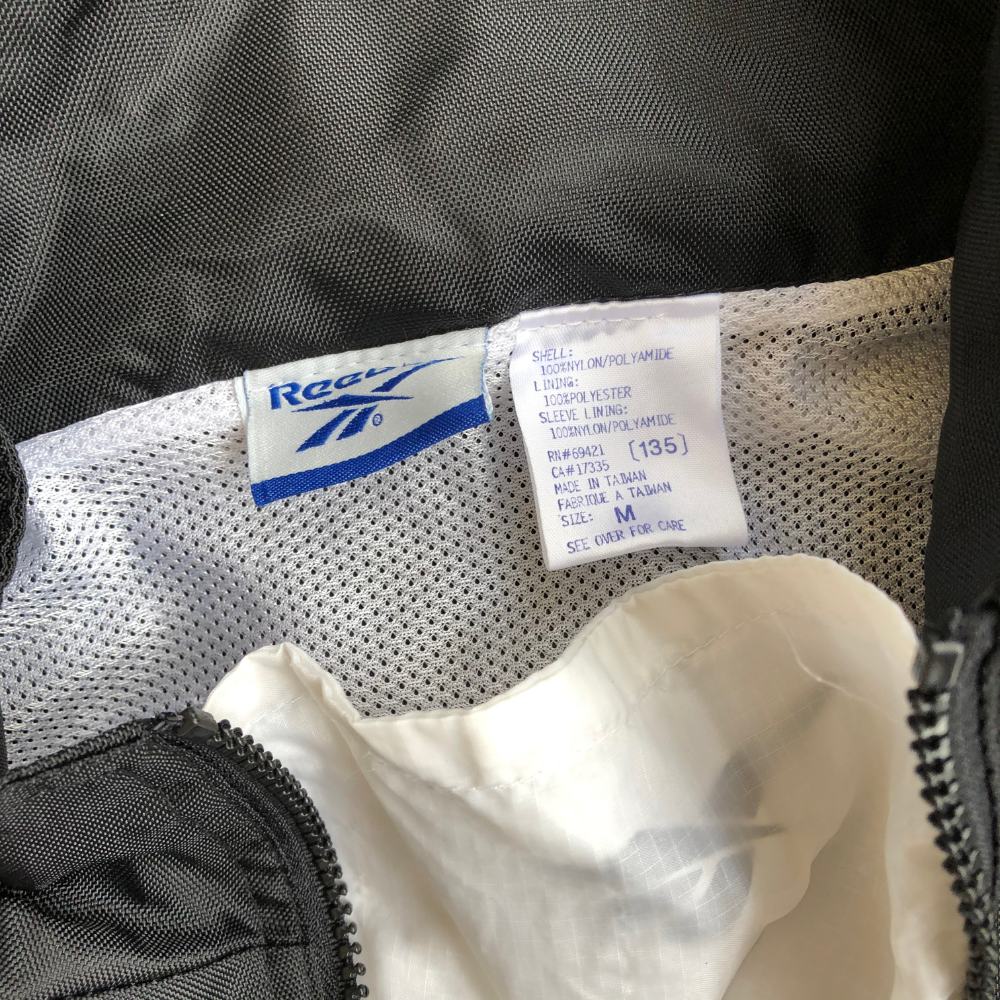 Reebok
®
SHELL:
100%NYLON/POLYAMIDE
LINING:
100%POLYESTER
SLEEVE LINING:
100%NYLON/POLYAMIDE
RN#69421 [135]
CA#17335
MADE IN TAIWAN
FABRIQUE A TAIWAN
SIZE: M
SEE OVER FOR CARE